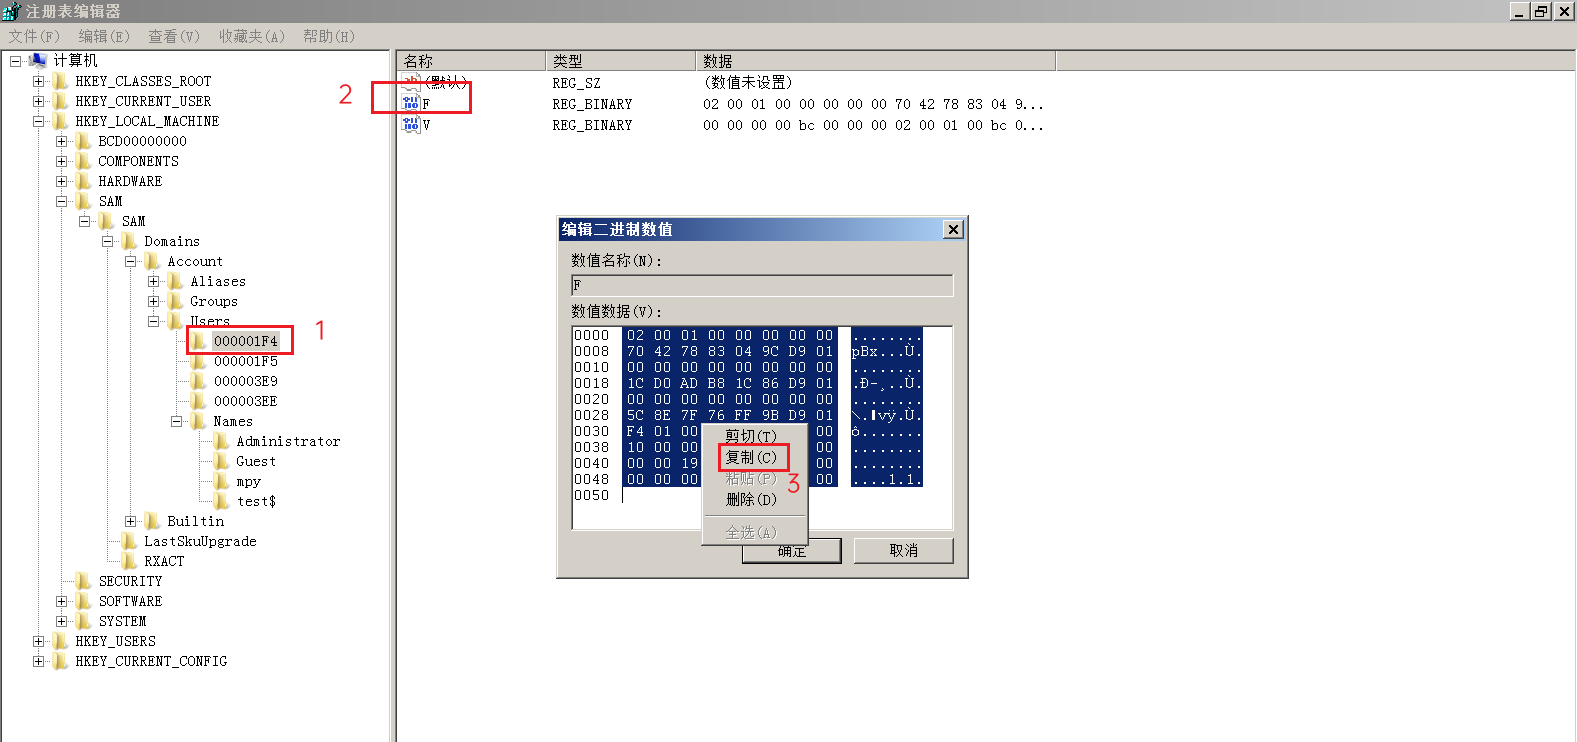 注册表编辑器
文件(F) 编辑(E) 查看(V) 收藏夹(A) 帮助(H)
计算机
HKEY_CLASSES_ROOT
HKEY_CURRENT_USER
HKEY_LOCAL_MACHINE
BCD00000000
COMPONENTS
HARDWARE
SAM
SAM
Domains
Account
Aliases
Groups
Users
000001F4
1
000001F5
000003E9
000003EE
Names
Administrator
Guest
mpy
test$
Builtin
LastSkuUpgrade
RXACT
SECURITY
SOFTWARE
SYSTEM
HKEY_USERS
HKEY_CURRENT_CONFIG
名称 类型 数据
(默认) REG_SZ (数值未设置)
2
F REG_BINARY 02 00 01 00 00 00 00 00 70 42 78 83 04 9...
V REG_BINARY 00 00 00 00 bc 00 00 00 02 00 01 00 bc 0...
编辑二进制数值
数值名称(N):
F
数值数据(V):
0000 02 00 01 00 00 00 00 00 ........
0008 70 42 78 83 04 9C D9 01 pBx...Ù.
0010 00 00 00 00 00 00 00 00 ........
0018 1C D0 AD B8 1C 86 D9 01 .Ð-¸..Ù.
0020 00 00 00 00 00 00 00 00 ........
0028 5C 8E 7F 76 FF 9B D9 01 \.▮vÿ.Ù.
0030 F4 01 00 00 ô.......
0038 10 00 00 00 ........
0040 00 00 19 00 ........
0048 00 00 00 00 ....1.1.
0050
剪切(T)
复制(C)
粘贴(P)
3
删除(D)
全选(A)
确定 取消